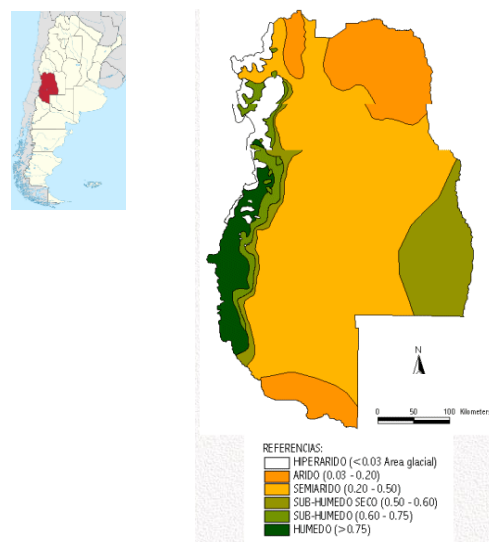 N
0 50 100 Kilometers
REFERENCIAS:
HIPERARIDO (<0.03 Area glacial)
ARIDO (0.03 - 0.20)
SEMIARIDO (0.20 - 0.50)
SUB-HUMEDO SECO (0.50 - 0.60)
SUB-HUMEDO (0.60 - 0.75)
HUMEDO (>0.75)